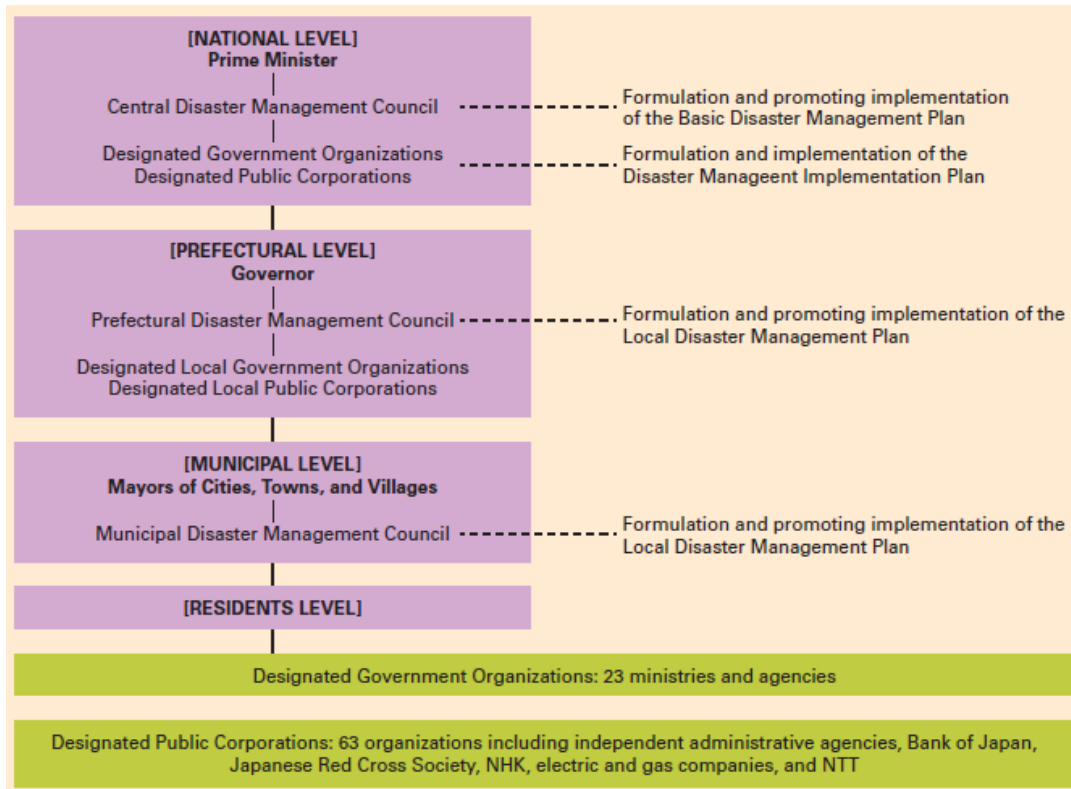 [NATIONAL LEVEL]
Prime Minister
Central Disaster Management Council
Formulation and promoting implementation
of the Basic Disaster Management Plan
Designated Government Organizations
Designated Public Corporations
Formulation and implementation of the
Disaster Manageent Implementation Plan
[PREFECTURAL LEVEL]
Governor
Prefectural Disaster Management Council
Formulation and promoting implementation of the
Local Disaster Management Plan
Designated Local Government Organizations
Designated Local Public Corporations
[MUNICIPAL LEVEL]
Mayors of Cities, Towns, and Villages
Municipal Disaster Management Council
Formulation and promoting implementation of the
Local Disaster Management Plan
[RESIDENTS LEVEL]
Designated Government Organizations: 23 ministries and agencies
Designated Public Corporations: 63 organizations including independent administrative agencies, Bank of Japan,
Japanese Red Cross Society, NHK, electric and gas companies, and NTT